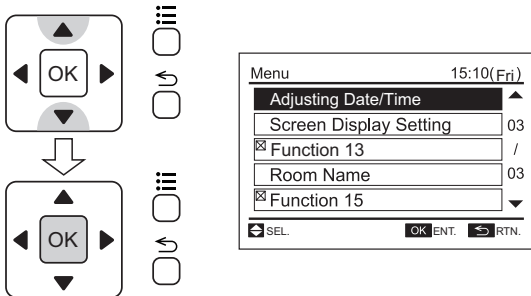 OK
OK
Menu 15:10(Fri)
Adjusting Date/Time
Screen Display Setting 03
Function 13 /
Room Name 03
Function 15
SEL. OK ENT. RTN.